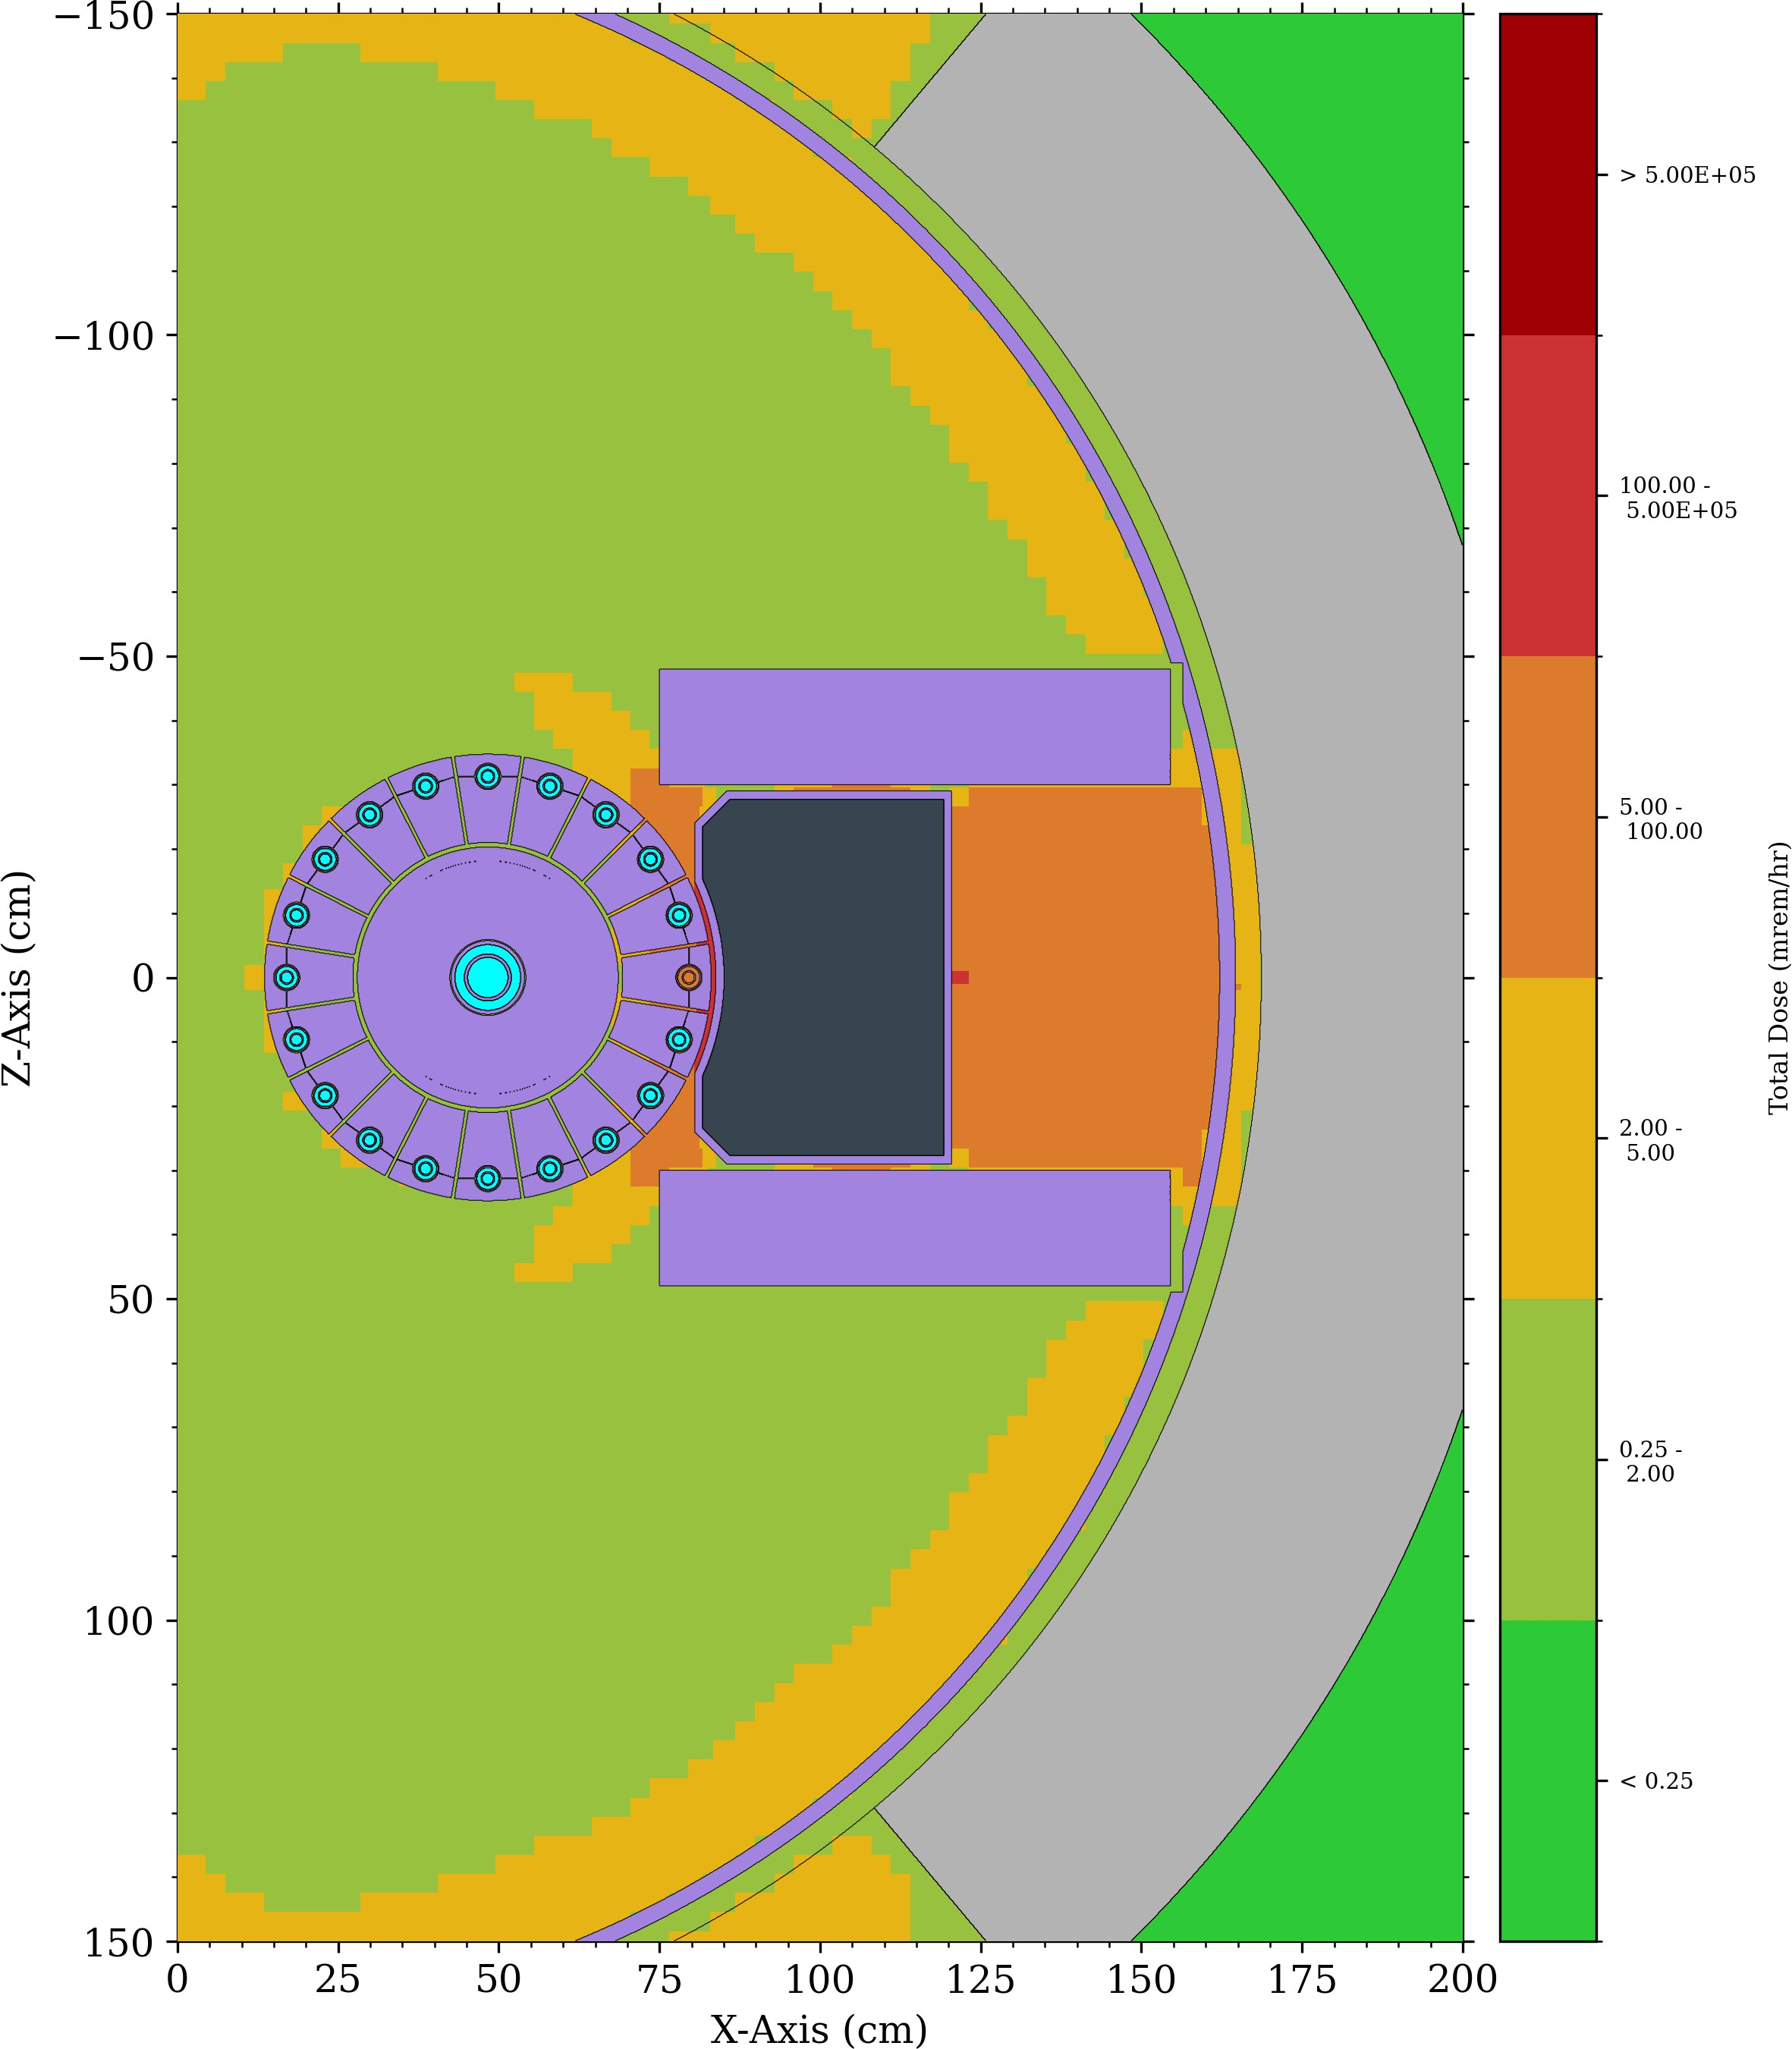 −150
−100
−50
0
50
100
150
Z-Axis (cm)
0 25 50 75 100 125 150 175 200
X-Axis (cm)
> 5.00E+05
100.00 -
5.00E+05
5.00 -
100.00
2.00 -
5.00
0.25 -
2.00
< 0.25
Total Dose (mrem/hr)